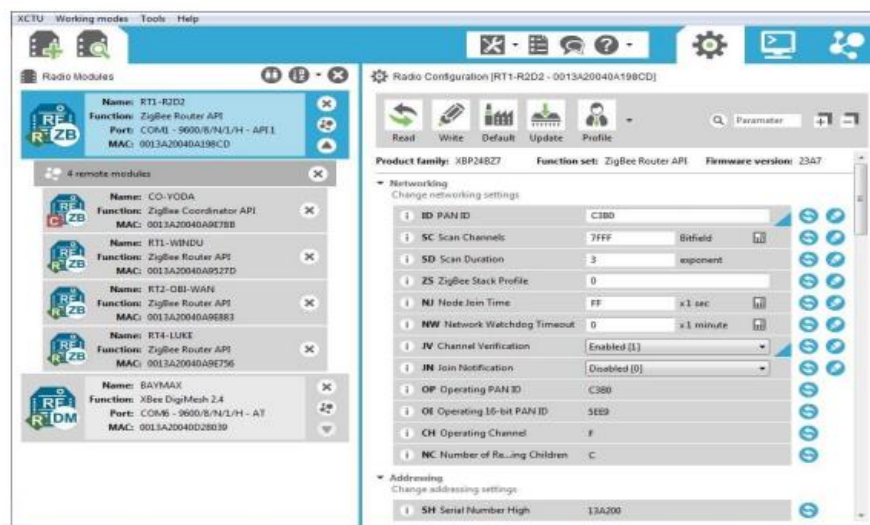 XCTU Working modes Tools Help
Radio Modules
Name: RT1-R2D2
Function: ZigBee Router API
Port: COM1 - 9600/8/N/1/H - API 1
MAC: 0013A20040A198CD
4 remote modules
Name: CO-YODA
Function: ZigBee Coordinator API
MAC: 0013A20040A9E7BB
Name: RT1-WINDU
Function: ZigBee Router API
MAC: 0013A20040A9527D
Name: RT2-OBI-WAN
Function: ZigBee Router API
MAC: 0013A20040A9E883
Name: RT4-LUKE
Function: ZigBee Router API
MAC: 0013A20040A9E756
Name: BAYMAX
Function: XBee DigiMesh 2.4
Port: COM6 - 9600/8/N/1/H - AT
MAC: 0013A20040D28039
Radio Configuration [RT1-R2D2 - 0013A20040A198CD]
Read Write Default Update Profile Parameter
Product family: XBP24BZ7 Function set: ZigBee Router API Firmware version: 23A7
Networking
Change networking settings
i ID PAN ID C3B0
i SC Scan Channels 7FFF Bitfield
i SD Scan Duration 3 exponent
i ZS ZigBee Stack Profile 0
i NJ Node Join Time FF x 1 sec
i NW Network Watchdog Timeout 0 x 1 minute
i JV Channel Verification Enabled [1]
i JN Join Notification Disabled [0]
i OP Operating PAN ID C3B0
i OI Operating 16-bit PAN ID 5EE9
i CH Operating Channel F
i NC Number of Re...ing Children C
Addressing
Change addressing settings
i SH Serial Number High 13A200